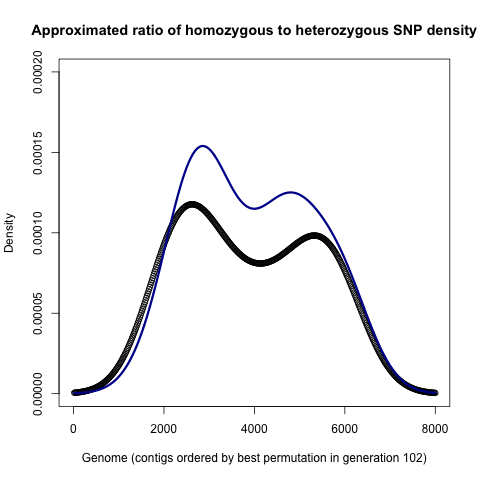 Approximated ratio of homozygous to heterozygous SNP density
0.00020
0.00015
0.00010
0.00005
0.00000
Density
0 2000 4000 6000 8000
Genome (contigs ordered by best permutation in generation 102)